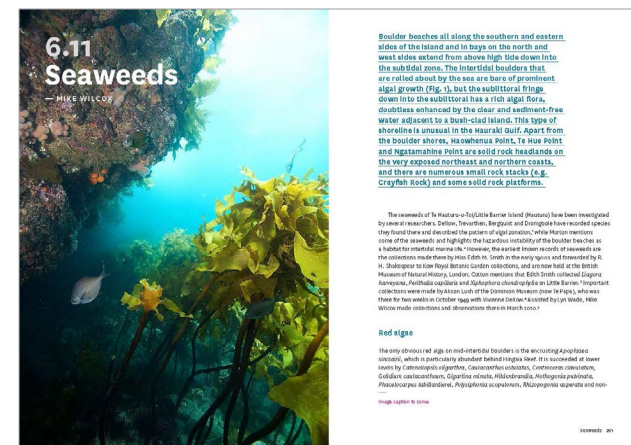 6.11
Seaweeds
— MIKE WILCOX
Boulder beaches all along the southern and eastern
sides of the island and in bays on the north and
west sides extend from above high tide down into
the subtidal zone. The intertidal boulders that
are rolled about by the sea are bare of prominent
algal growth (Fig. 1), but the sublittoral fringe
down into the sublittoral has a rich algal flora,
doubtless enhanced by the clear and sediment-free
water adjacent to a bush-clad island. This type of
shoreline is unusual in the Hauraki Gulf. Apart from
the boulder shores, Haowhenua Point, Te Hue Point
and Ngatamahine Point are solid rock headlands on
the very exposed northeast and northern coasts,
and there are numerous small rock stacks (e.g.
Crayfish Rock) and some solid rock platforms.
The seaweeds of Te Hauturu-o-Toi/Little Barrier Island (Hauturu) have been investigated
by several researchers. Dellow, Trevarthen, Bergquist and Dromgoole have recorded species
they found there and described the pattern of algal zonation, while Morton mentions
some of the seaweeds and highlights the hazardous instability of the boulder beaches as
a habitat for intertidal marine life. However, the earliest known records of seaweeds are
the collections made there by Miss Edith M. Smith in the early 1900s and forwarded by R.
H. Shakespear to Kew Royal Botanic Garden collections, and are now held at the British
Museum of Natural History, London; Cotton mentions that Edith Smith collected Liagora
harveyana, Perithalia capillaris and Xiphophora chondrophylla on Little Barrier. Important
collections were made by Alison Lush of the Dominion Museum (now Te Papa), who was
there for two weeks in October 1949 with Vivienne Dellow. Assisted by Lyn Wade, Mike
Wilcox made collections and observations there in March 2010.
Red algae
The only obvious red alga on mid-intertidal boulders is the encrusting Apophlaea
sinclairii, which is particularly abundant behind Hingaia Reef. It is succeeded at lower
levels by Catenellopsis oligarthra, Caulacanthus ustulatus, Centroceras clavulatum,
Gelidium caulacantheum, Gigartina minuta, Hildenbrandia, Nothogenia pulvinata,
Phacelocarpus labillardieri, Polysiphonia scopulorum, Rhizopogonia asperata and non-
Image caption to come
Seaweeds 261